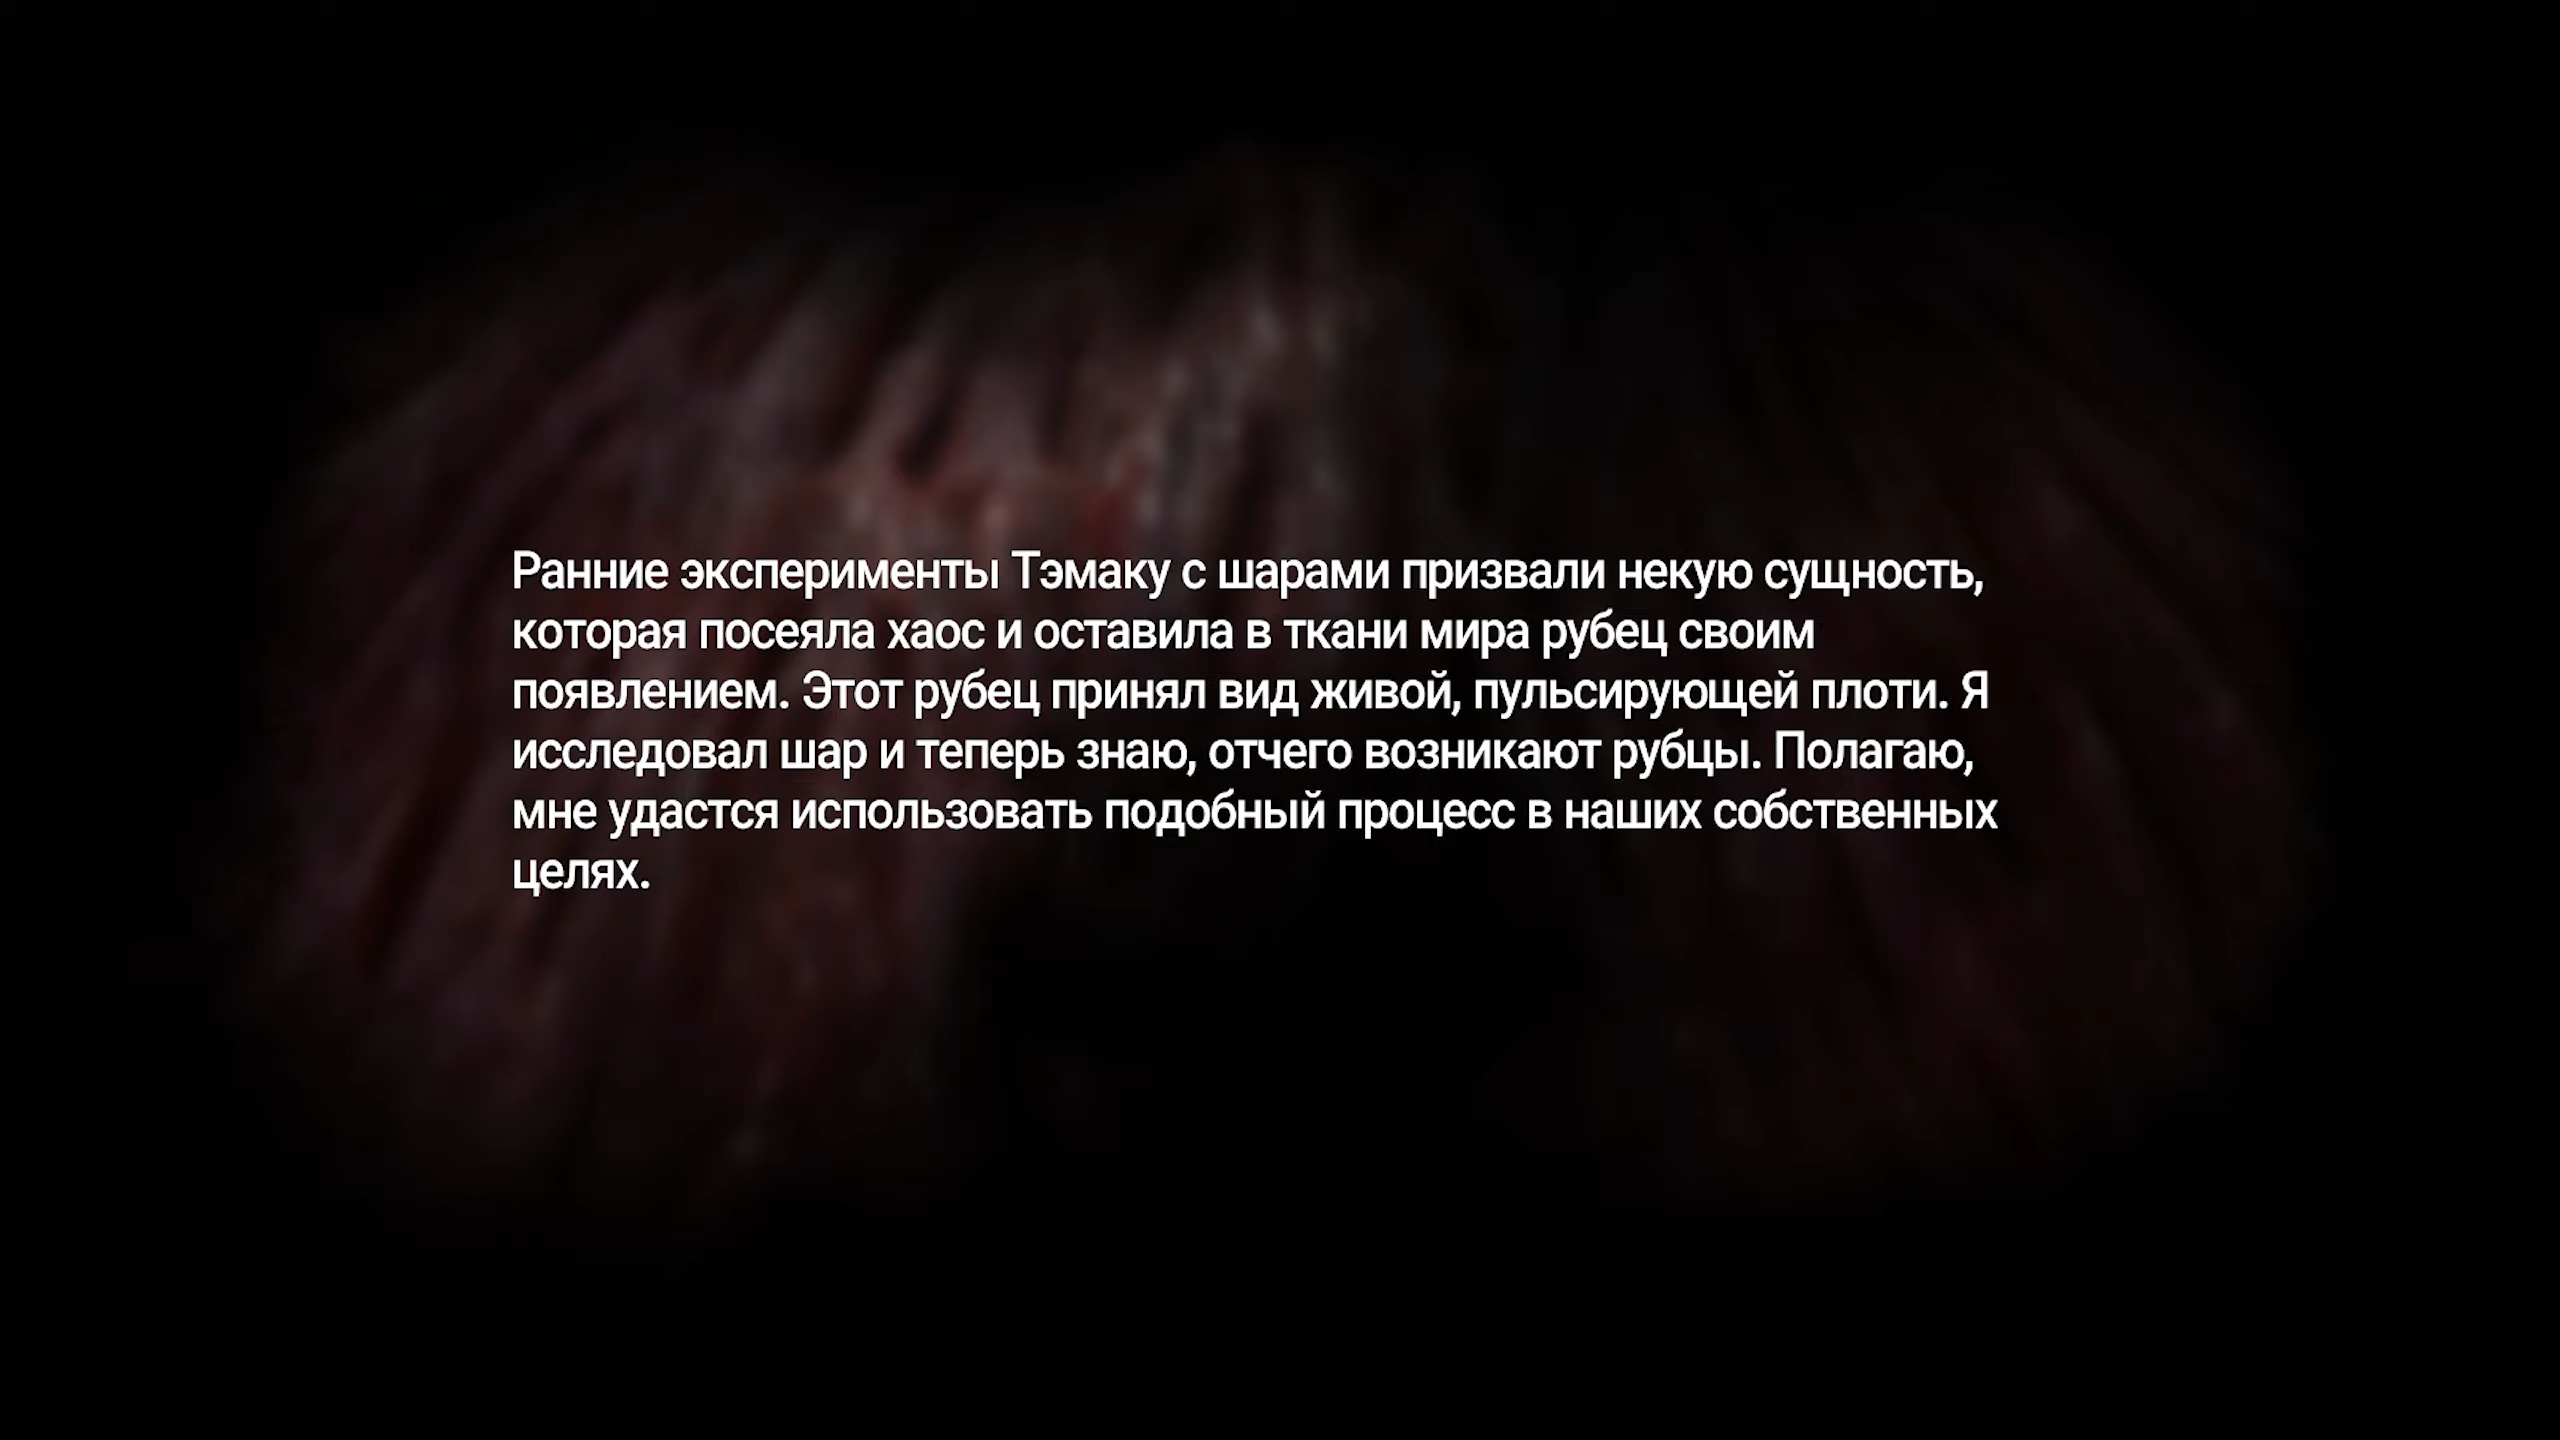 Ранние эксперименты Тэмаку с шарами призвали некую сущность,
которая посеяла хаос и оставила в ткани мира рубец своим
появлением. Этот рубец принял вид живой, пульсирующей плоти. Я
исследовал шар и теперь знаю, отчего возникают рубцы. Полагаю,
мне удастся использовать подобный процесс в наших собственных
целях.